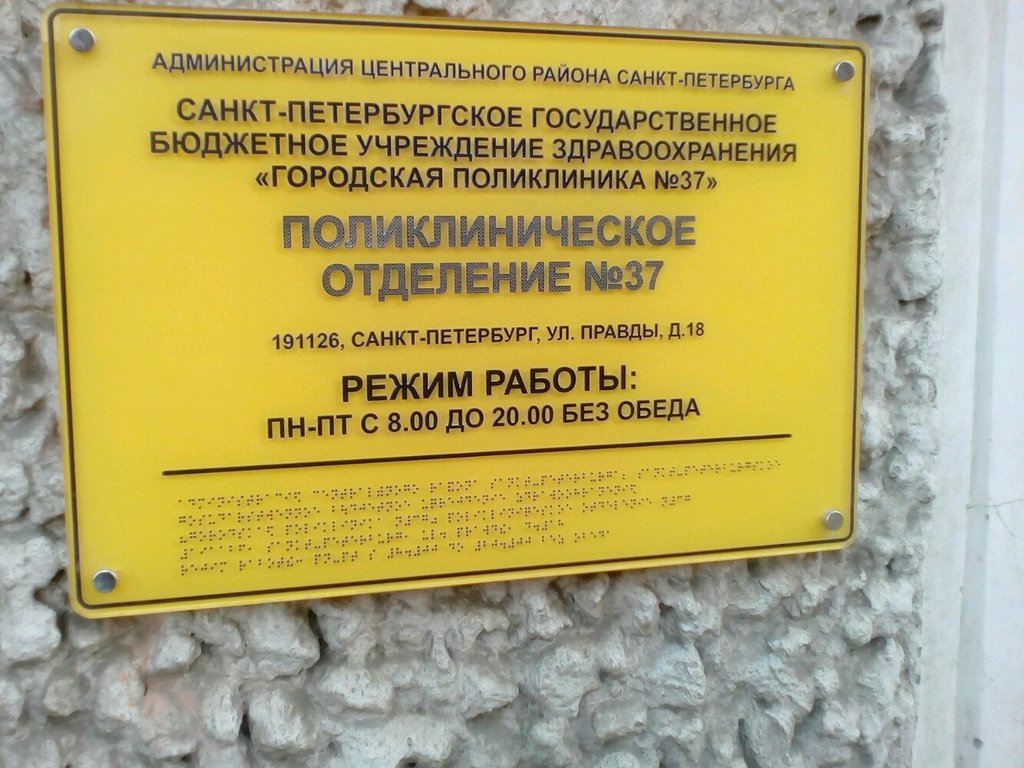 АДМИНИСТРАЦИЯ ЦЕНТРАЛЬНОГО РАЙОНА САНКТ-ПЕТЕРБУРГА
САНКТ-ПЕТЕРБУРГСКОЕ ГОСУДАРСТВЕННОЕ
БЮДЖЕТНОЕ УЧРЕЖДЕНИЕ ЗДРАВООХРАНЕНИЯ
«ГОРОДСКАЯ ПОЛИКЛИНИКА №37»
ПОЛИКЛИНИЧЕСКОЕ
ОТДЕЛЕНИЕ №37
191126, САНКТ-ПЕТЕРБУРГ, УЛ. ПРАВДЫ, Д.18
РЕЖИМ РАБОТЫ:
ПН-ПТ С 8.00 ДО 20.00 БЕЗ ОБЕДА